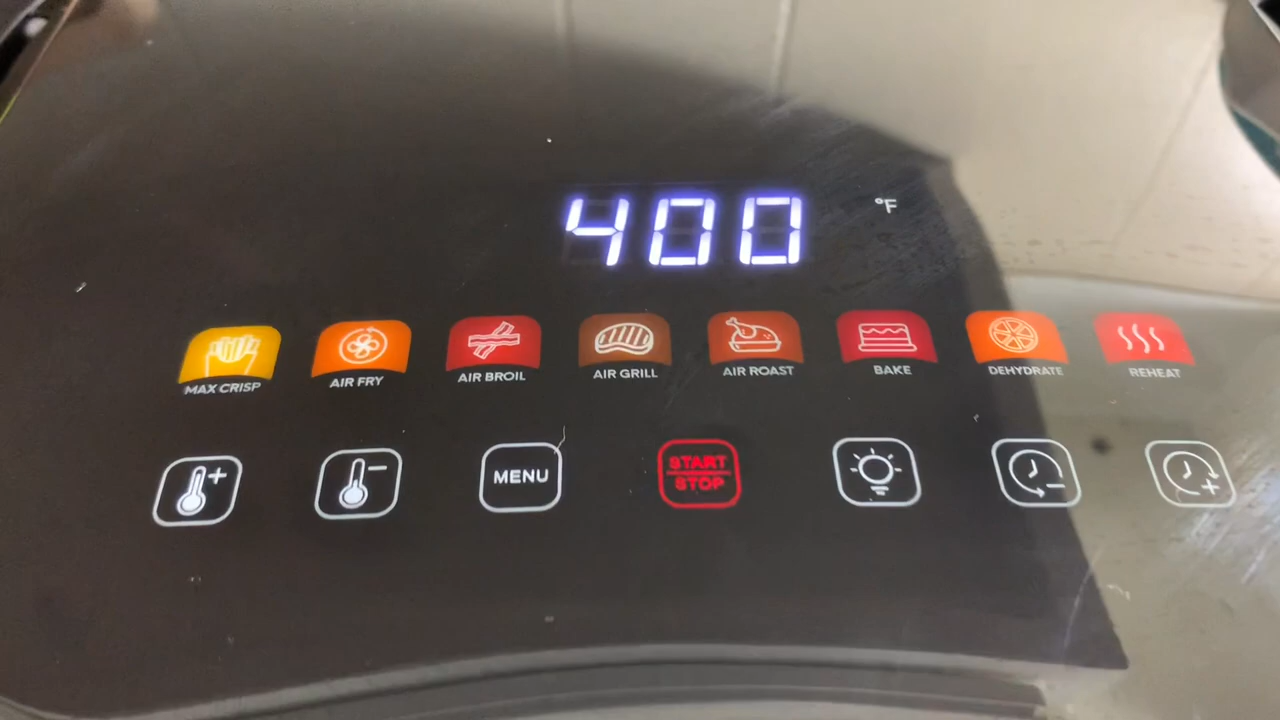 400 °F
MAX CRISP AIR FRY AIR BROIL AIR GRILL AIR ROAST BAKE DEHYDRATE REHEAT
MENU START STOP